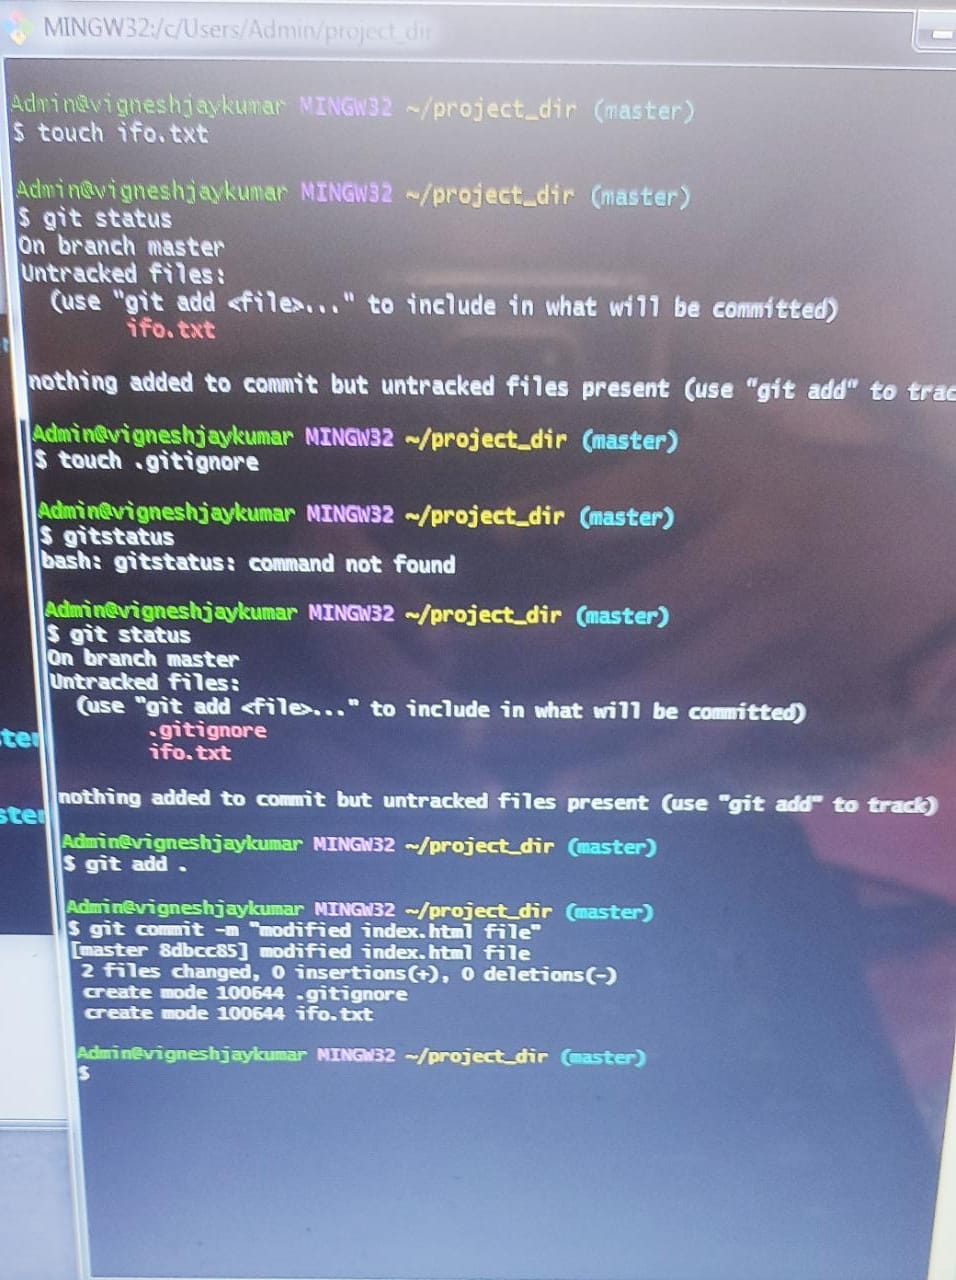 MINGW32:/c/Users/Admin/project_dir
Admin@vigneshjaykumar MINGW32 ~/project_dir (master)
$ touch ifo.txt
Admin@vigneshjaykumar MINGW32 ~/project_dir (master)
$ git status
On branch master
Untracked files:
(use "git add <file>..." to include in what will be committed)
ifo.txt
nothing added to commit but untracked files present (use "git add" to trac
Admin@vigneshjaykumar MINGW32 ~/project_dir (master)
$ touch .gitignore
Admin@vigneshjaykumar MINGW32 ~/project_dir (master)
$ gitstatus
bash: gitstatus: command not found
Admin@vigneshjaykumar MINGW32 ~/project_dir (master)
$ git status
On branch master
Untracked files:
(use "git add <file>..." to include in what will be committed)
.gitignore
ifo.txt
nothing added to commit but untracked files present (use "git add" to track)
Admin@vigneshjaykumar MINGW32 ~/project_dir (master)
$ git add .
Admin@vigneshjaykumar MINGW32 ~/project_dir (master)
$ git commit -m "modified index.html file"
[master 8dbcc85] modified index.html file
2 files changed, 0 insertions(+), 0 deletions(-)
create mode 100644 .gitignore
create mode 100644 ifo.txt
Admin@vigneshjaykumar MINGW32 ~/project_dir (master)
$